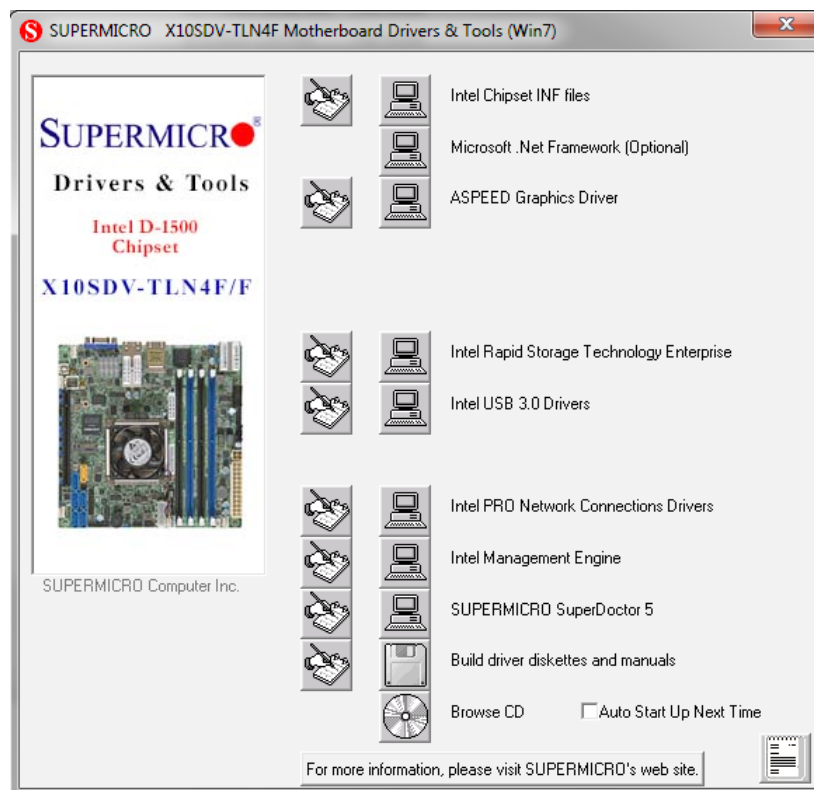 SUPERMICRO X10SDV-TLN4F Motherboard Drivers & Tools (Win7)
SUPERMICRO®
Drivers & Tools
Intel D-1500
Chipset
X10SDV-TLN4F/F
SUPERMICRO Computer Inc.
Intel Chipset INF files
Microsoft .Net Framework (Optional)
ASPEED Graphics Driver
Intel Rapid Storage Technology Enterprise
Intel USB 3.0 Drivers
Intel PRO Network Connections Drivers
Intel Management Engine
SUPERMICRO SuperDoctor 5
Build driver diskettes and manuals
Browse CD
Auto Start Up Next Time
For more information, please visit SUPERMICRO's web site.